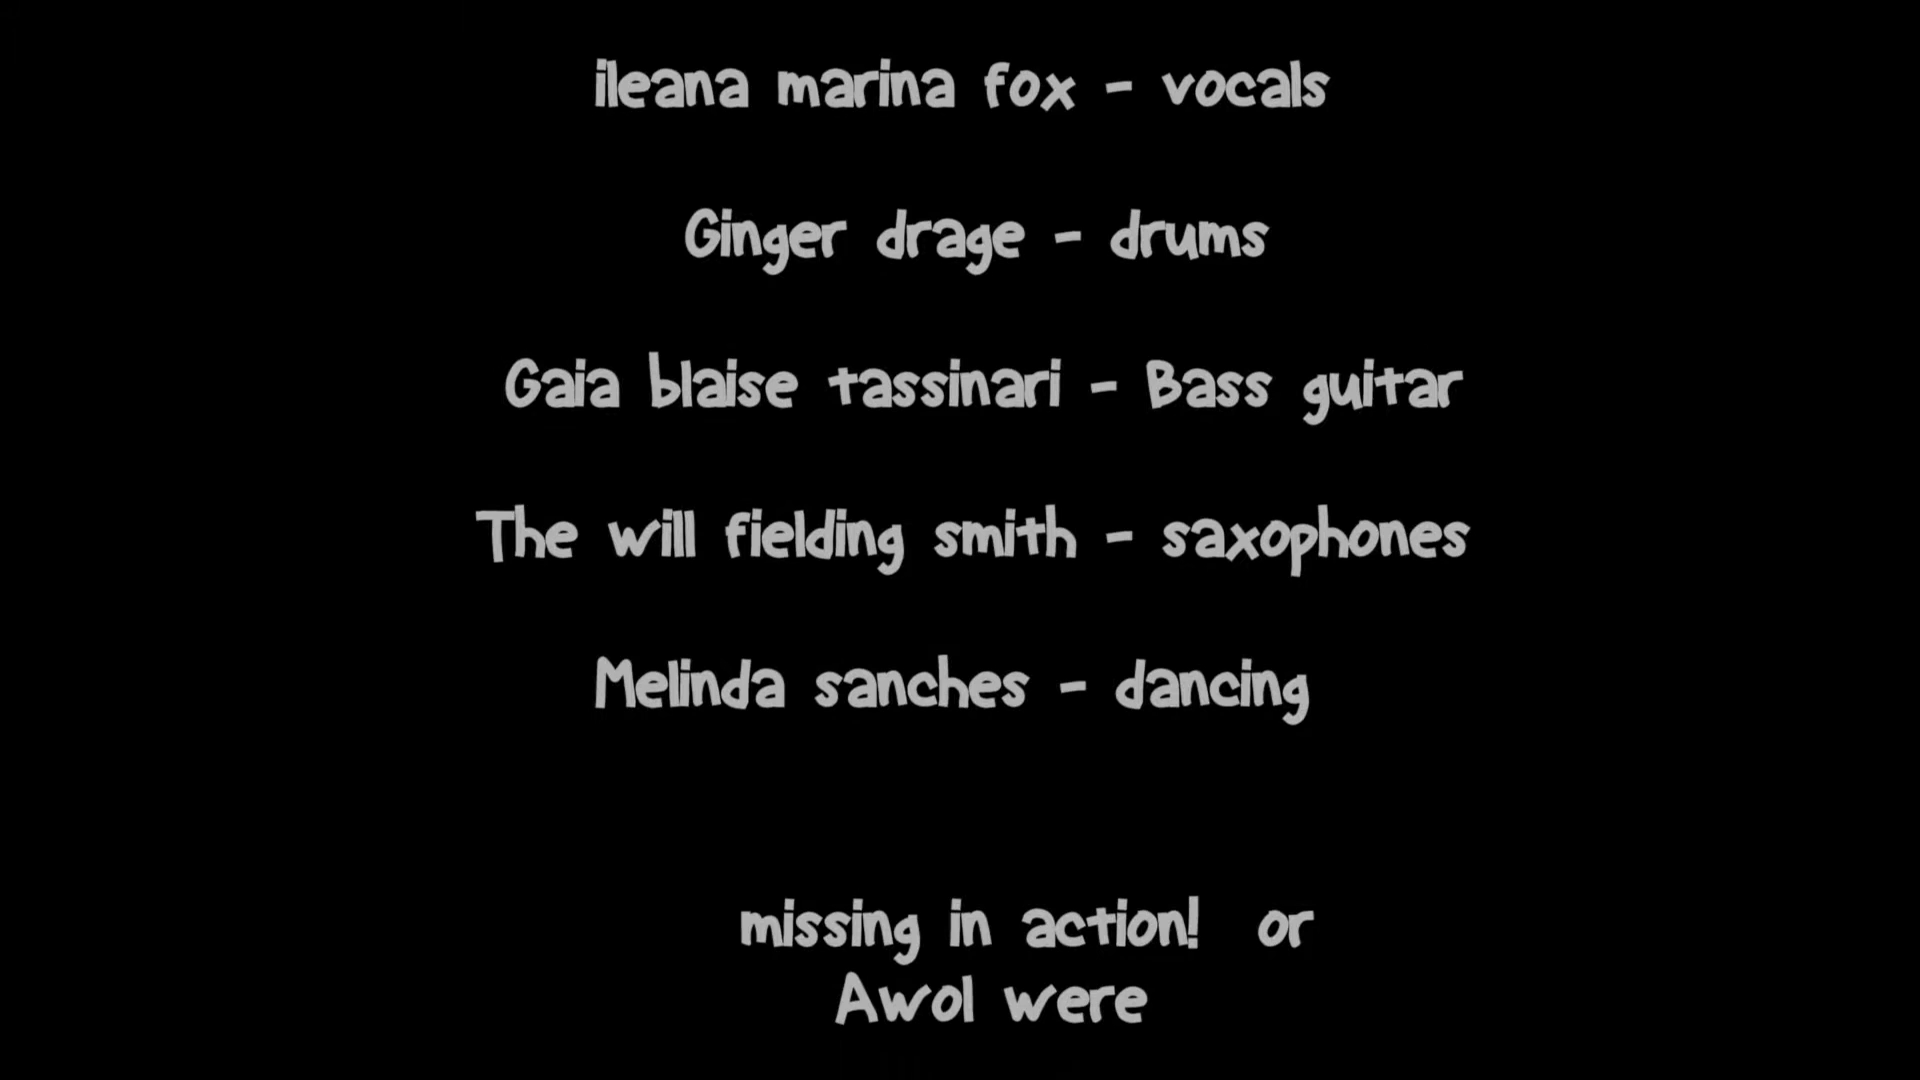 ileana marina fox - vocals
Ginger drage - drums
Gaia blaise tassinari - Bass guitar
The will fielding smith - saxophones
Melinda sanches - dancing
missing in action! or
Awol were